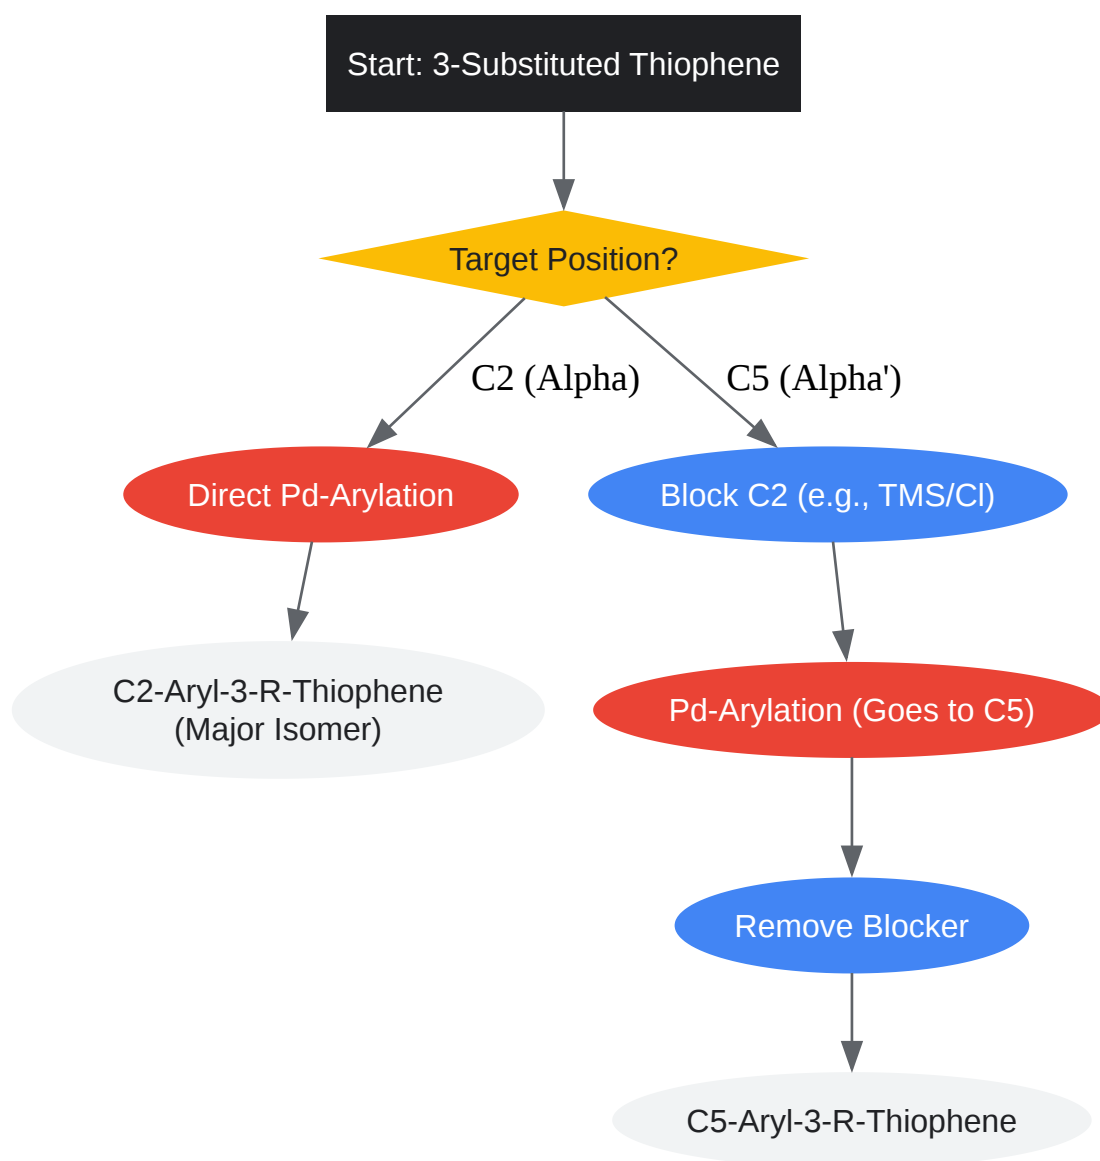 Start: 3-Substituted Thiophene
Target Position?
C2 (Alpha)
C5 (Alpha')
Direct Pd-Arylation
Block C2 (e.g., TMS/Cl)
C2-Aryl-3-R-Thiophene
(Major Isomer)
Pd-Arylation (Goes to C5)
Remove Blocker
C5-Aryl-3-R-Thiophene